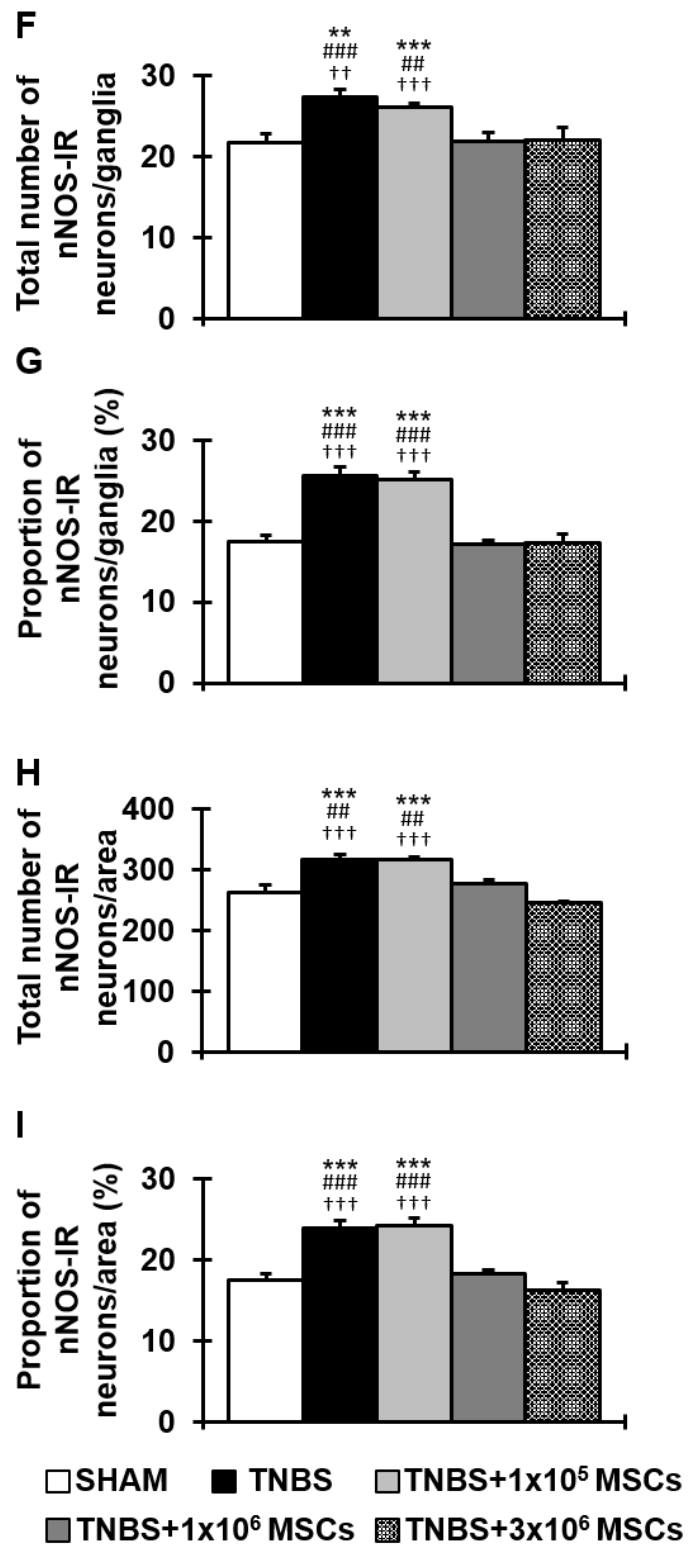 F
Total number of
nNOS-IR
neurons/ganglia
30
20
10
0
**
###
††
***
##
†††
G
Proportion of
nNOS-IR
neurons/ganglia (%)
30
20
10
0
***
###
†††
***
###
†††
H
Total number of
nNOS-IR
neurons/area
400
300
200
100
0
***
##
†††
***
##
†††
I
Proportion of
nNOS-IR
neurons/area (%)
30
20
10
0
***
###
†††
***
###
†††
SHAM TNBS TNBS+1x10⁵ MSCs
TNBS+1x10⁶ MSCs TNBS+3x10⁶ MSCs